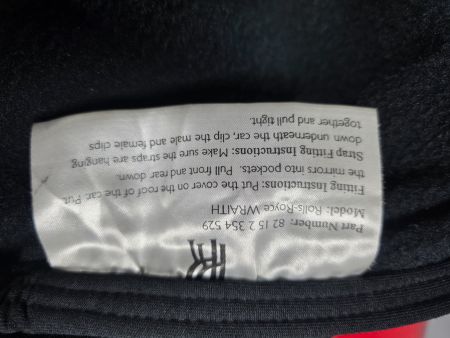 RR
Part Number: 82 15 2 354 529
Model: Rolls-Royce WRAITH
Fitting Instructions: Put the cover on the roof of the car. Put
the mirrors into pockets. Pull front and rear down.
Strap Fitting Instructions: Make sure the straps are hanging
down underneath the car, clip the male and female clips
together and pull tight.